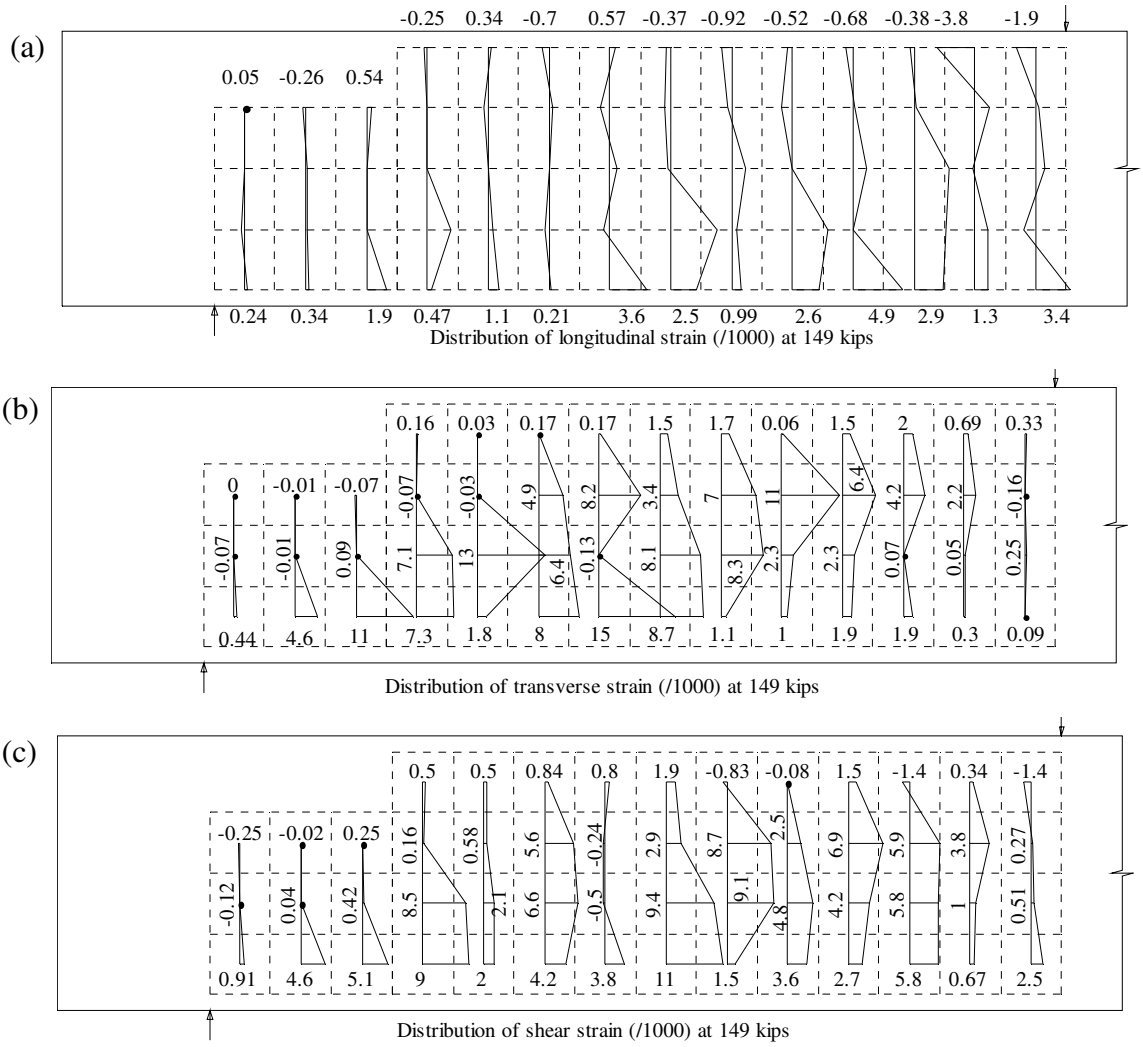 (a)
-0.25 0.34 -0.7 0.57 -0.37 -0.92 -0.52 -0.68 -0.38 -3.8 -1.9
0.05 -0.26 0.54
0.24 0.34 1.9 0.47 1.1 0.21 3.6 2.5 0.99 2.6 4.9 2.9 1.3 3.4
Distribution of longitudinal strain (/1000) at 149 kips
(b)
0.16 0.03 0.17 0.17 1.5 1.7 0.06 1.5 2 0.69 0.33
0 -0.01 -0.07 -0.07 -0.03 4.9 8.2 3.4 7 11 6.4 4.2 2.2 -0.16
-0.07 -0.01 0.09 7.1 13 6.4 -0.13 8.1 8.3 2.3 2.3 0.07 0.05 0.25
0.44 4.6 11 7.3 1.8 8 15 8.7 1.1 1 1.9 1.9 0.3 0.09
Distribution of transverse strain (/1000) at 149 kips
(c)
0.5 0.5 0.84 0.8 1.9 -0.83 -0.08 1.5 -1.4 0.34 -1.4
-0.25 -0.02 0.25 0.16 0.58 5.6 -0.24 2.9 8.7 2.5 6.9 5.9 3.8 0.27
-0.12 0.04 0.42 8.5 2.1 6.6 -0.5 9.4 9.1 4.8 4.2 5.8 1 0.51
0.91 4.6 5.1 9 2 4.2 3.8 11 1.5 3.6 2.7 5.8 0.67 2.5
Distribution of shear strain (/1000) at 149 kips